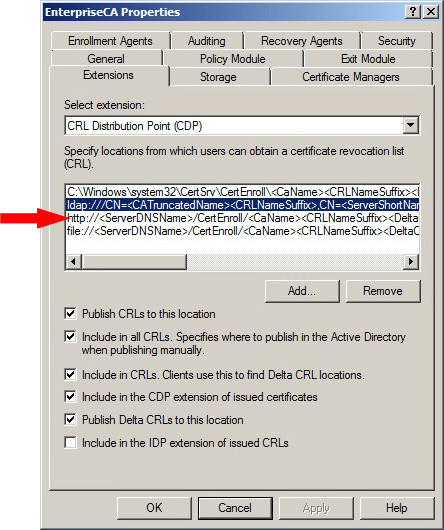 EnterpriseCA Properties
Enrollment Agents
Auditing
Recovery Agents
Security
General
Policy Module
Exit Module
Extensions
Storage
Certificate Managers
Select extension:
CRL Distribution Point (CDP)
Specify locations from which users can obtain a certificate revocation list
(CRL).
C:\Windows\system32\CertSrv\CertEnroll\<CaName><CRLNameSuffix><
ldap:///CN=<CATruncatedName><CRLNameSuffix>,CN=<ServerShortNam
http://<ServerDNSName>/CertEnroll/<CaName><CRLNameSuffix><Delta
file://<ServerDNSName>/CertEnroll/<CaName><CRLNameSuffix><DeltaC
Add...
Remove
Publish CRLs to this location
Include in all CRLs. Specifies where to publish in the Active Directory
when publishing manually.
Include in CRLs. Clients use this to find Delta CRL locations.
Include in the CDP extension of issued certificates
Publish Delta CRLs to this location
Include in the IDP extension of issued CRLs
OK
Cancel
Apply
Help